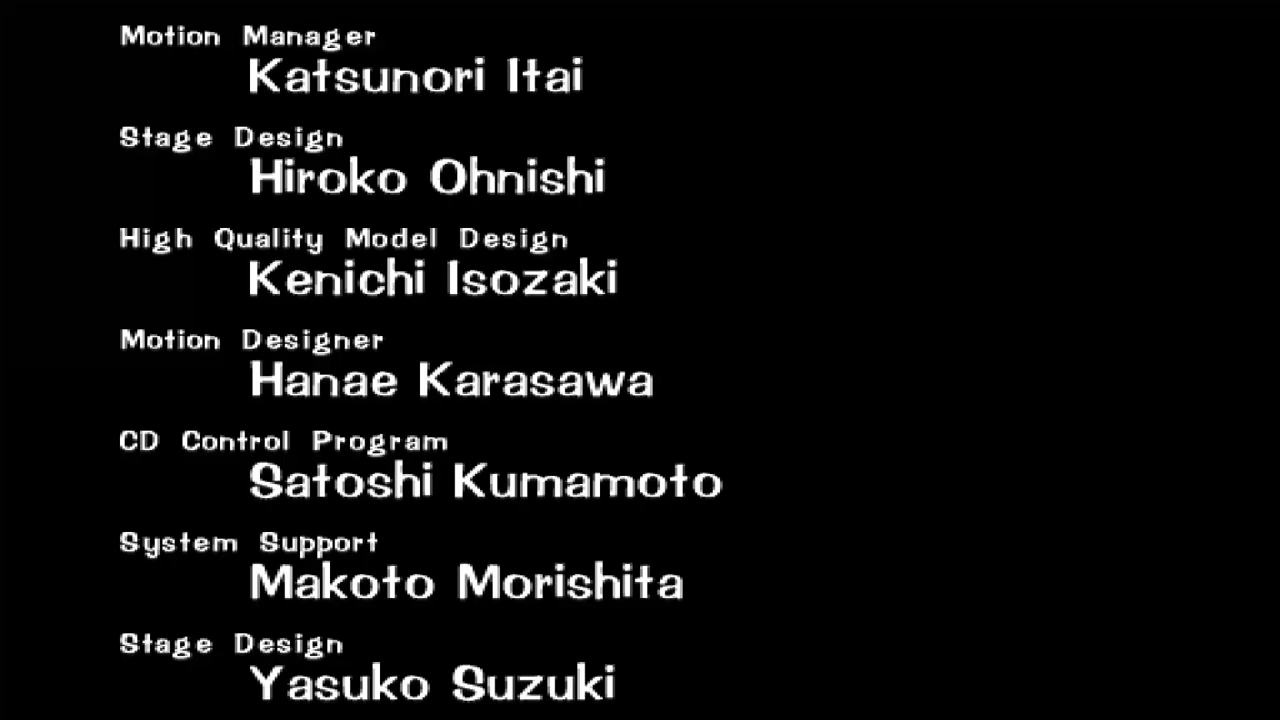 Motion Manager
Katsunori Itai
Stage Design
Hiroko Ohnishi
High Quality Model Design
Kenichi Isozaki
Motion Designer
Hanae Karasawa
CD Control Program
Satoshi Kumamoto
System Support
Makoto Morishita
Stage Design
Yasuko Suzuki